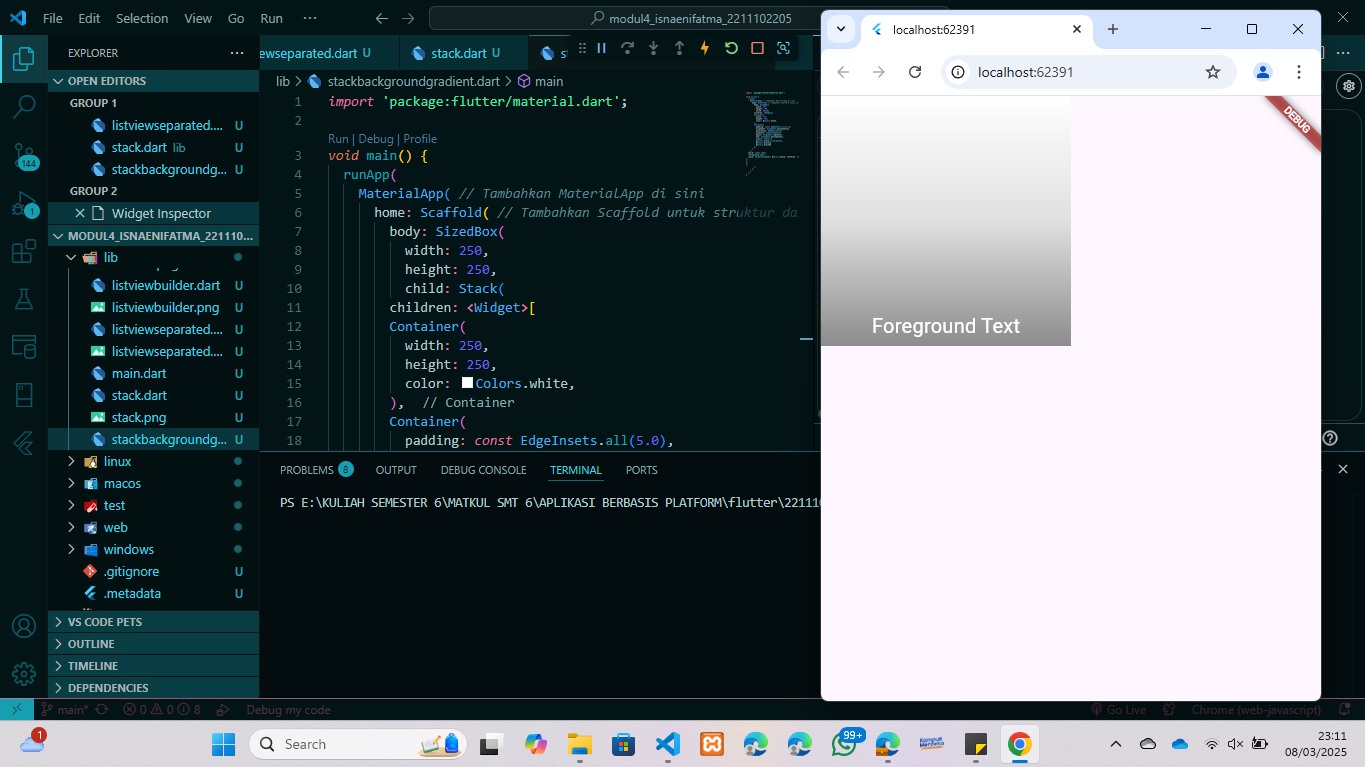 File Edit Selection View Go Run ···
modul4_isnaenifatma_2211102205
EXPLORER
OPEN EDITORS
GROUP 1
listviewseparated.... U
stack.dart lib U
stackbackgroundg... U
GROUP 2
Widget Inspector
MODUL4_ISNAENIFATMA_221110...
lib
listviewbuilder.dart U
listviewbuilder.png U
listviewseparated.... U
listviewseparated.... U
main.dart U
stack.dart U
stack.png U
stackbackgroundg... U
linux
macos
test
web
windows
.gitignore U
.metadata U
VS CODE PETS
OUTLINE
TIMELINE
DEPENDENCIES
144
1
ewseparated.dart U
stack.dart U
lib > stackbackgroundgradient.dart > main
1 import 'package:flutter/material.dart';
2
Run | Debug | Profile
3 void main() {
4 runApp(
5 MaterialApp( // Tambahkan MaterialApp di sini
6 home: Scaffold( // Tambahkan Scaffold untuk struktur da
7 body: SizedBox(
8 width: 250,
9 height: 250,
10 child: Stack(
11 children: <Widget>[
12 Container(
13 width: 250,
14 height: 250,
15 color: Colors.white,
16 ), // Container
17 Container(
18 padding: const EdgeInsets.all(5.0),
PROBLEMS 8 OUTPUT DEBUG CONSOLE TERMINAL PORTS
PS E:\KULIAH SEMESTER 6\MATKUL SMT 6\APLIKASI BERBASIS PLATFORM\flutter\22111
localhost:62391
localhost:62391
DEBUG
Foreground Text
main* 0 0 8 Debug my code
Go Live Chrome (web-javascript)
1
Search
99+
Kampus Merdeka
23:11
08/03/2025